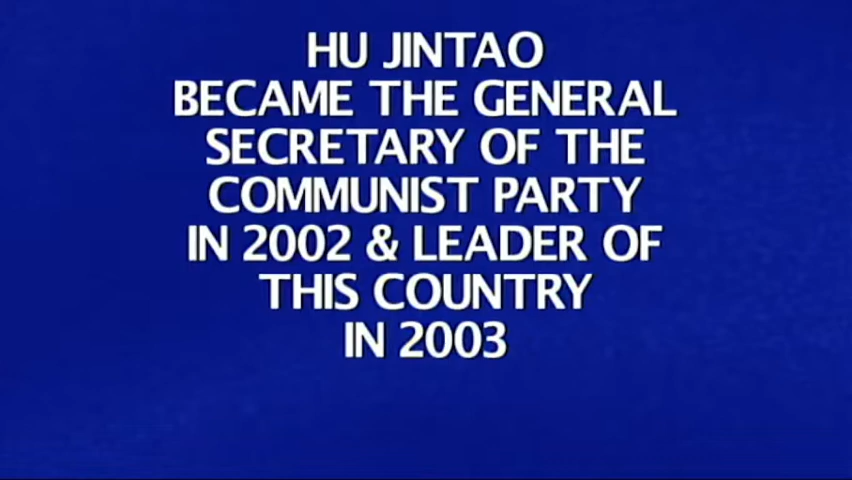 HU JINTAO
BECAME THE GENERAL
SECRETARY OF THE
COMMUNIST PARTY
IN 2002 & LEADER OF
THIS COUNTRY
IN 2003